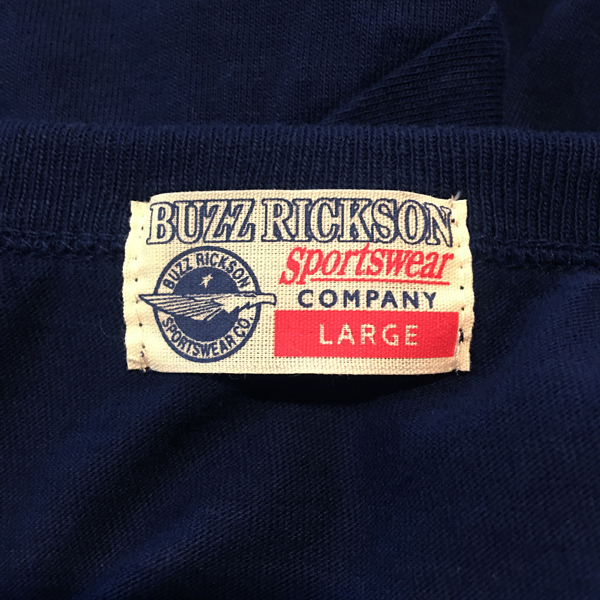 BUZZ RICKSON
Sportswear
COMPANY
LARGE
BUZZ RICKSON
SPORTSWEAR CO.